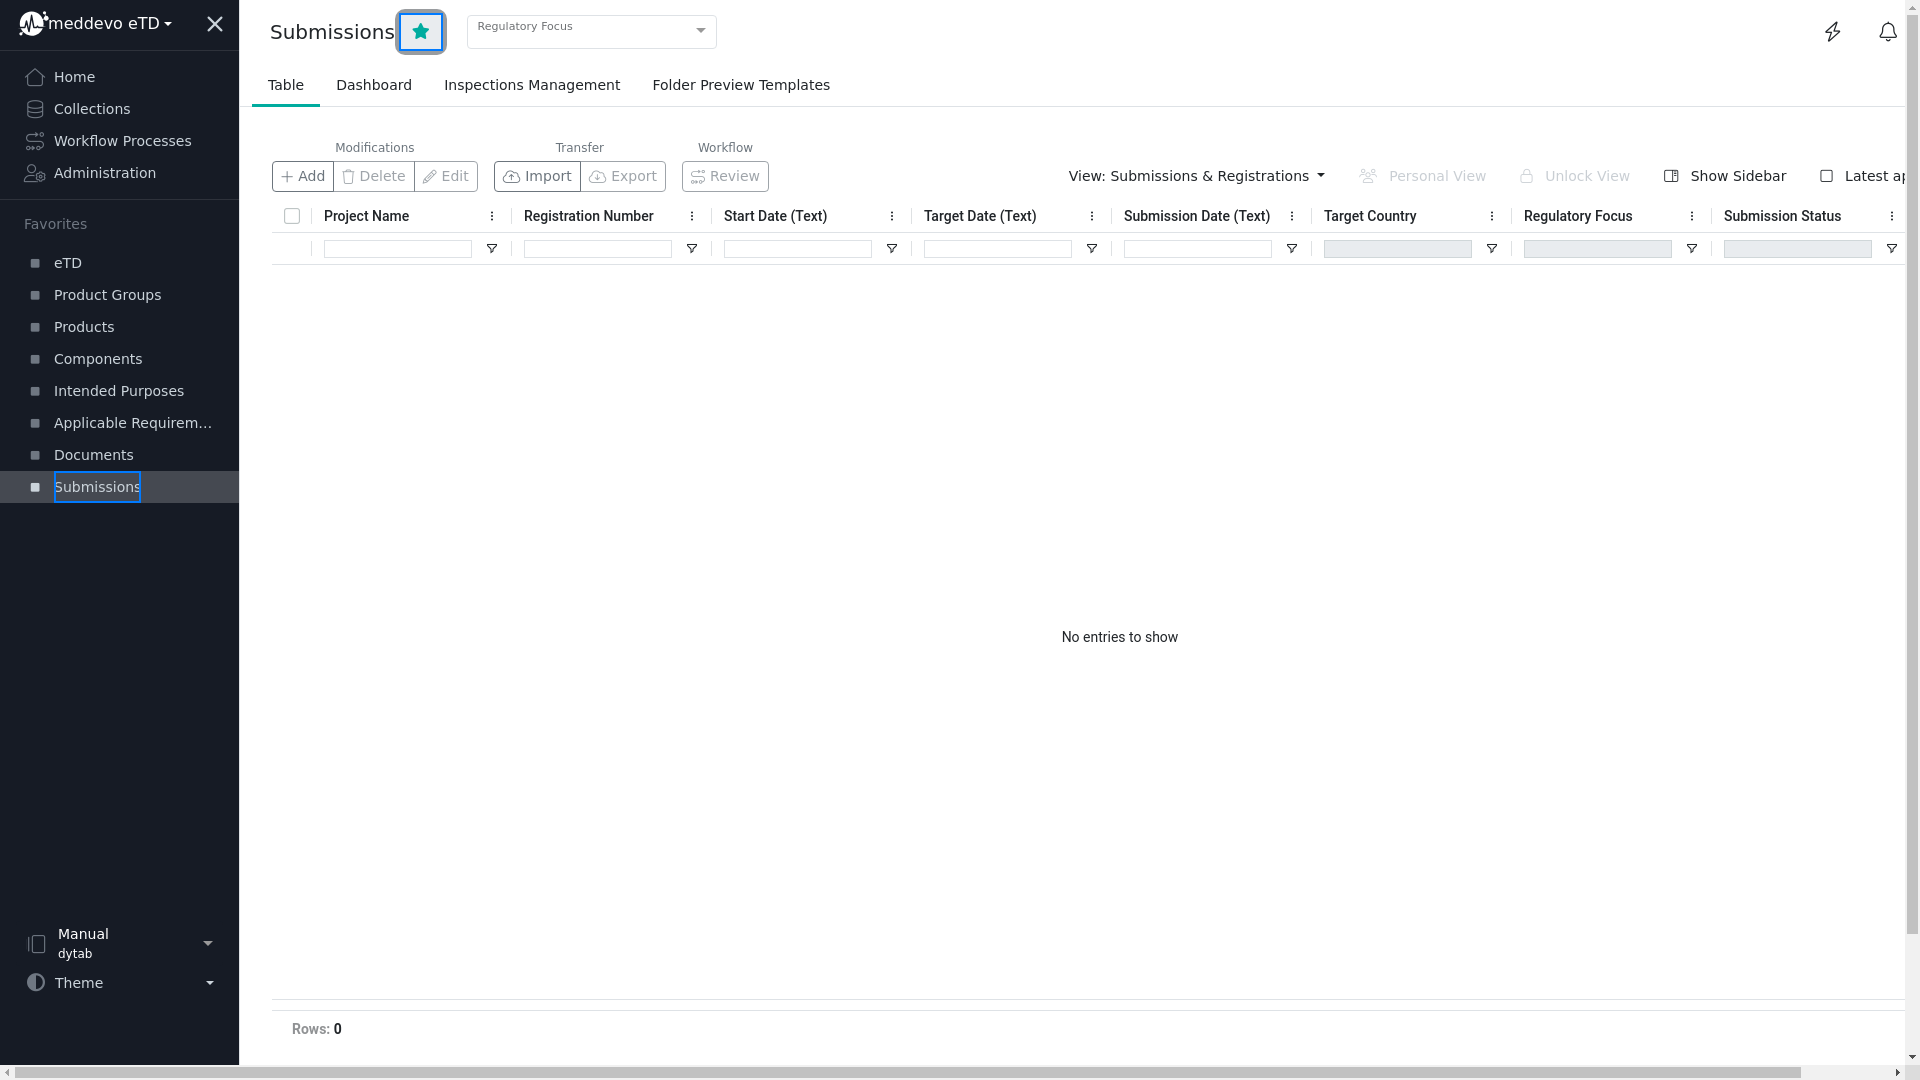 meddevo eTD
Home
Collections
Workflow Processes
Administration
Favorites
eTD
Product Groups
Products
Components
Intended Purposes
Applicable Requirem...
Documents
Submissions
Manual
dytab
Theme
Submissions
Regulatory Focus
Table Dashboard Inspections Management Folder Preview Templates
Modifications Transfer Workflow
Add Delete Edit Import Export Review View: Submissions & Registrations Personal View Unlock View Show Sidebar Latest ap
Project Name Registration Number Start Date (Text) Target Date (Text) Submission Date (Text) Target Country Regulatory Focus Submission Status
No entries to show
Rows: 0